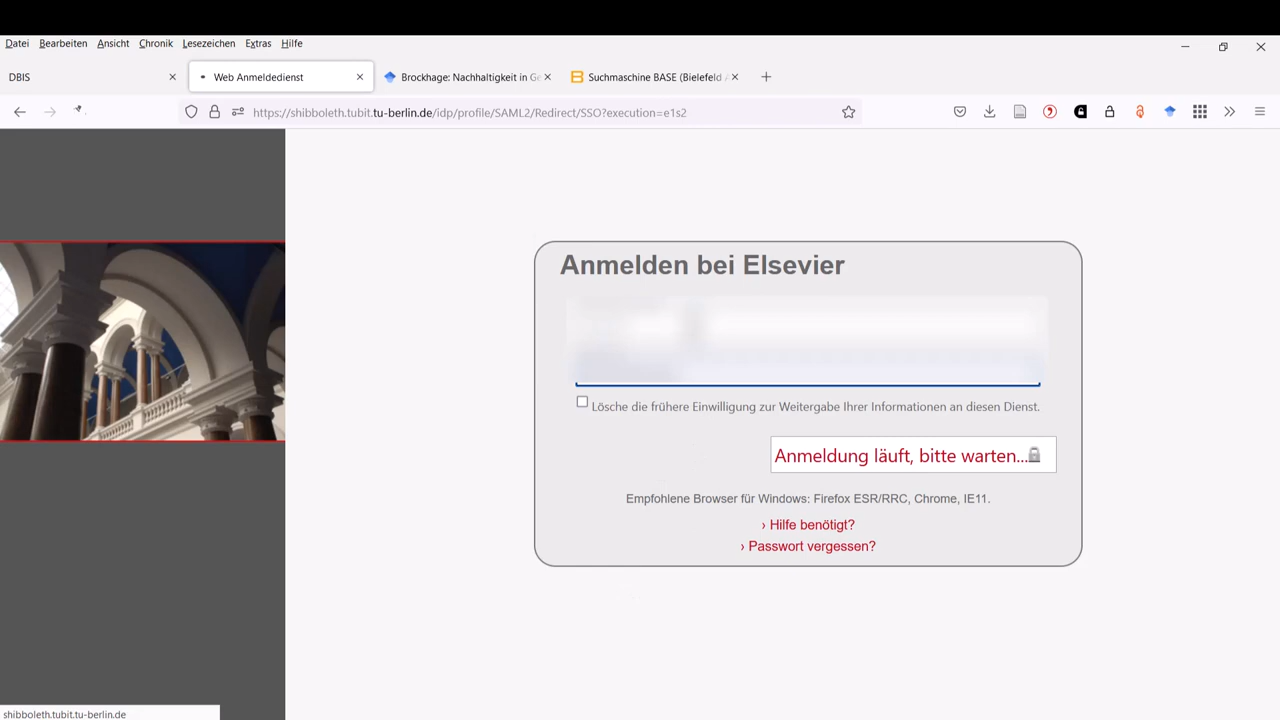 Datei Bearbeiten Ansicht Chronik Lesezeichen Extras Hilfe
DBIS Web Anmeldedienst Brockhage: Nachhaltigkeit in Ge Suchmaschine BASE (Bielefeld A
https://shibboleth.tubit.tu-berlin.de/idp/profile/SAML2/Redirect/SSO?execution=e1s2
Anmelden bei Elsevier
Lösche die frühere Einwilligung zur Weitergabe Ihrer Informationen an diesen Dienst.
Anmeldung läuft, bitte warten...
Empfohlene Browser für Windows: Firefox ESR/RRC, Chrome, IE11.
› Hilfe benötigt?
› Passwort vergessen?
shibboleth.tubit.tu-berlin.de